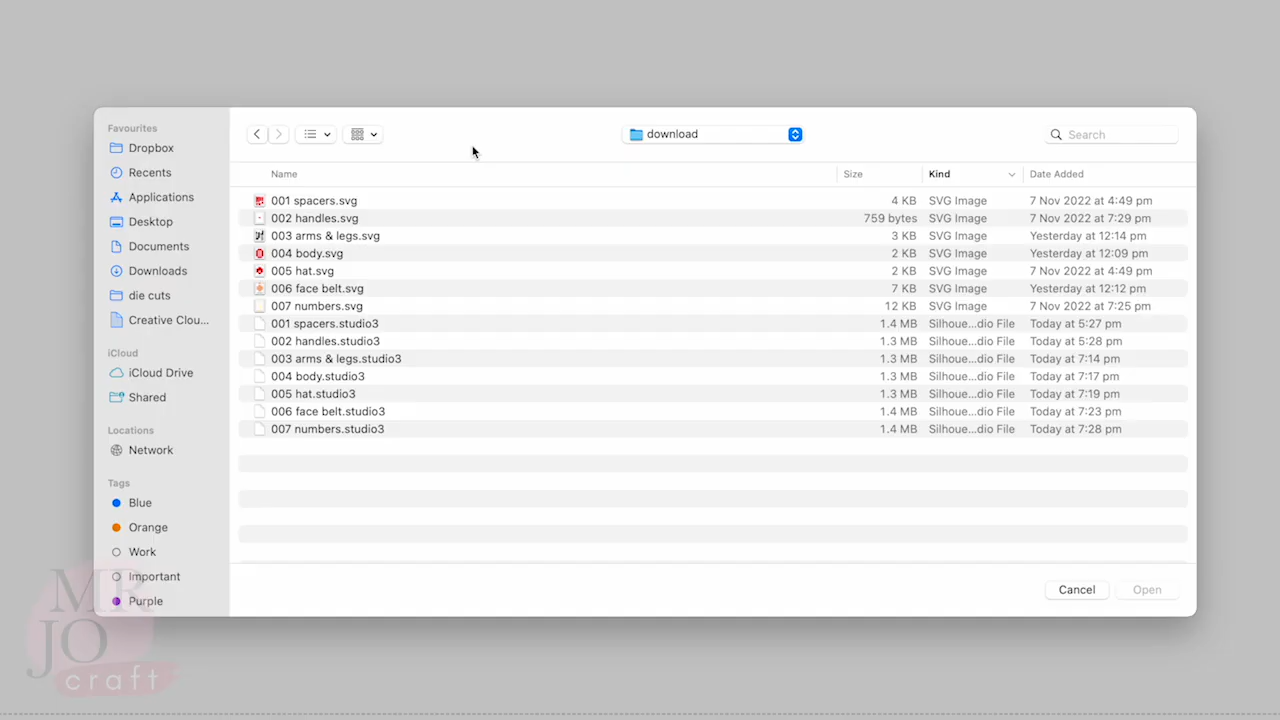 Favourites
Dropbox
Recents
Applications
Desktop
Documents
Downloads
die cuts
Creative Clou...
iCloud
iCloud Drive
Shared
Locations
Network
Tags
Blue
Orange
Work
Important
Purple
download
Search
Name Size Kind Date Added
001 spacers.svg 4 KB SVG Image 7 Nov 2022 at 4:49 pm
002 handles.svg 759 bytes SVG Image 7 Nov 2022 at 7:29 pm
003 arms & legs.svg 3 KB SVG Image Yesterday at 12:14 pm
004 body.svg 2 KB SVG Image Yesterday at 12:09 pm
005 hat.svg 2 KB SVG Image 7 Nov 2022 at 4:49 pm
006 face belt.svg 7 KB SVG Image Yesterday at 12:12 pm
007 numbers.svg 12 KB SVG Image 7 Nov 2022 at 7:25 pm
001 spacers.studio3 1.4 MB Silhoue...dio File Today at 5:27 pm
002 handles.studio3 1.3 MB Silhoue...dio File Today at 5:28 pm
003 arms & legs.studio3 1.3 MB Silhoue...dio File Today at 7:14 pm
004 body.studio3 1.3 MB Silhoue...dio File Today at 7:17 pm
005 hat.studio3 1.3 MB Silhoue...dio File Today at 7:19 pm
006 face belt.studio3 1.4 MB Silhoue...dio File Today at 7:23 pm
007 numbers.studio3 1.4 MB Silhoue...dio File Today at 7:28 pm
Cancel Open
MR
JO
craft